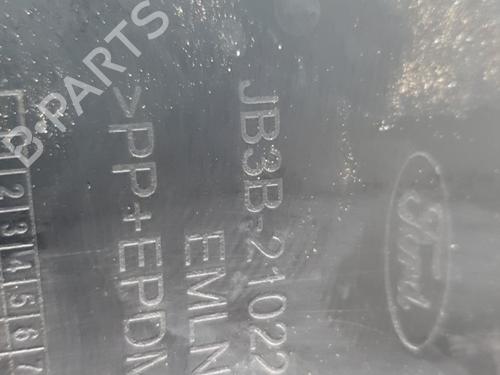 B-PARTS
JB3B-21022
EMLN
>PP+EPDM
Ford
1 2 3 4 5 6 7